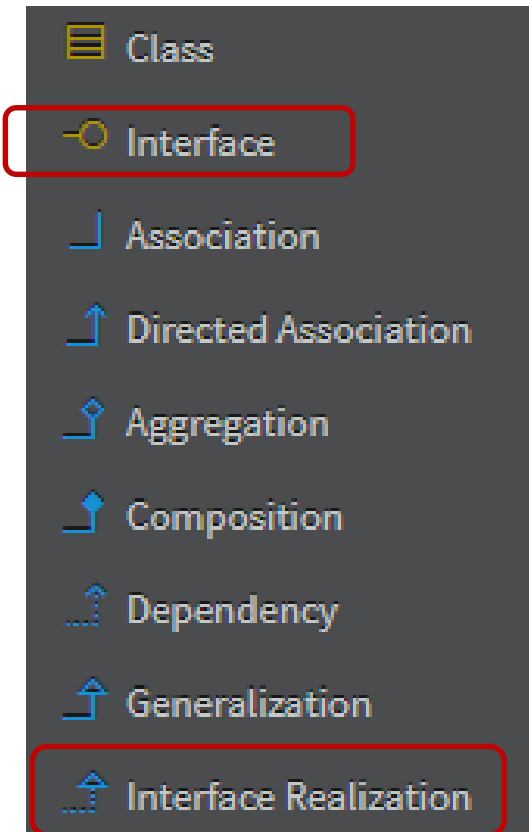 Class
Interface
Association
Directed Association
Aggregation
Composition
Dependency
Generalization
Interface Realization